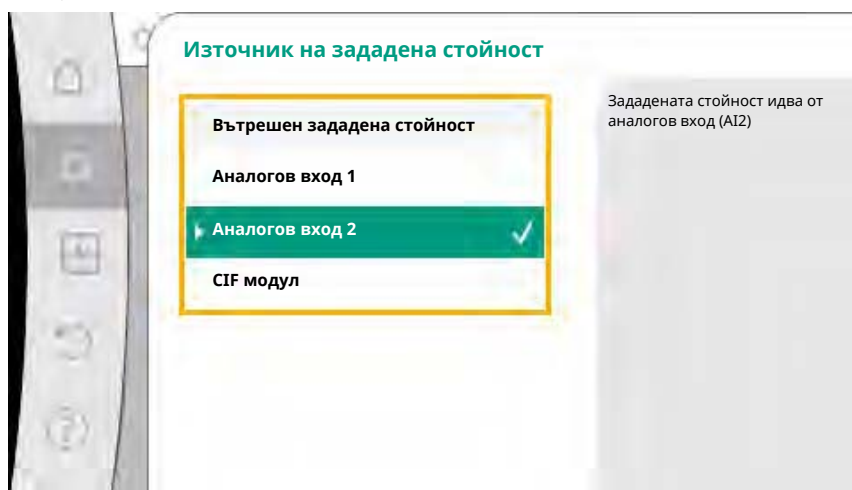 Източник на зададена стойност
Вътрешен зададена стойност
Аналогов вход 1
Аналогов вход 2
CIF модул
Зададената стойност идва от
аналогов вход (AI2)